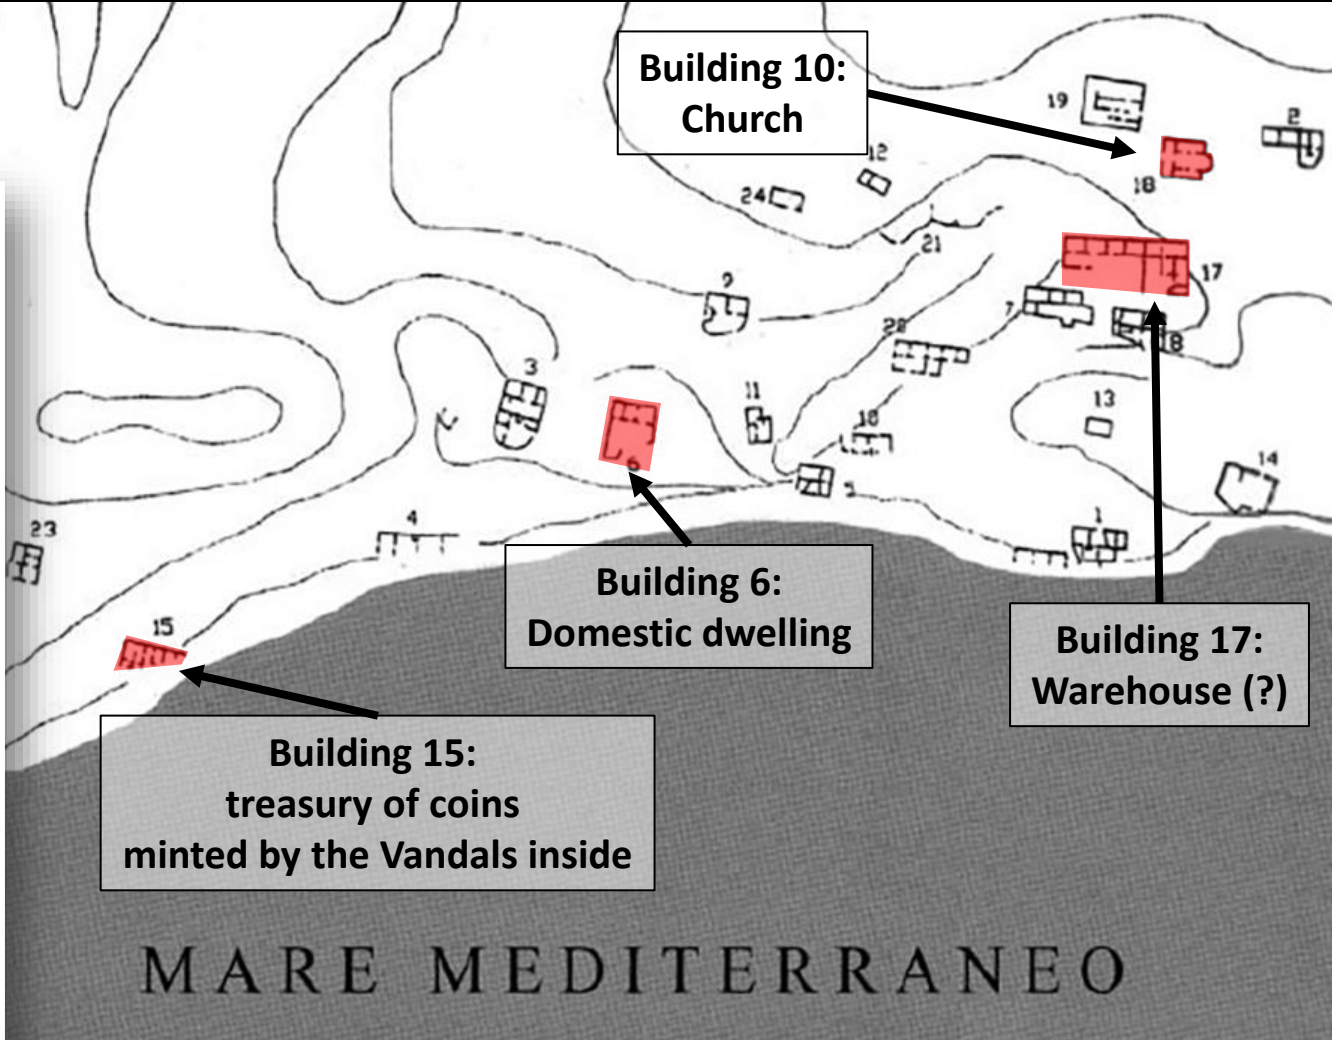 Building 10:
Church
19
2
12
18
24
21
17
9
7
8
3
11
10
13
6
5
14
4
1
23
15
Building 6:
Domestic dwelling
Building 17:
Warehouse (?)
Building 15:
treasury of coins
minted by the Vandals inside
MARE MEDITERRANEO